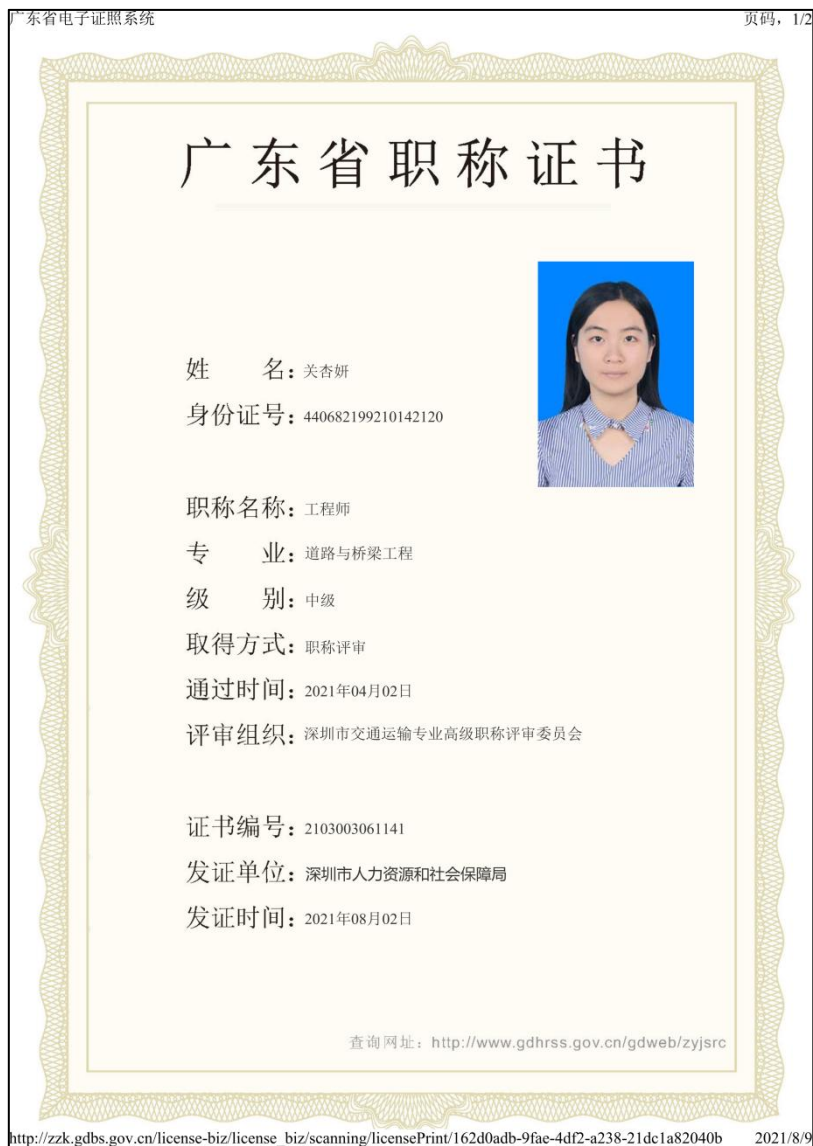 广东省电子证照系统 页码，1/2
广东省职称证书
姓 名：关杏妍
身份证号：440682199210142120
职称名称：工程师
专 业：道路与桥梁工程
级 别：中级
取得方式：职称评审
通过时间：2021年04月02日
评审组织：深圳市交通运输专业高级职称评审委员会
证书编号：2103003061141
发证单位：深圳市人力资源和社会保障局
发证时间：2021年08月02日
查询网址：http://www.gdhrss.gov.cn/gdweb/zyjsrc
http://zzk.gdbs.gov.cn/license-biz/license_biz/scanning/licensePrint/162d0adb-9fae-4df2-a238-21dc1a82040b 2021/8/9